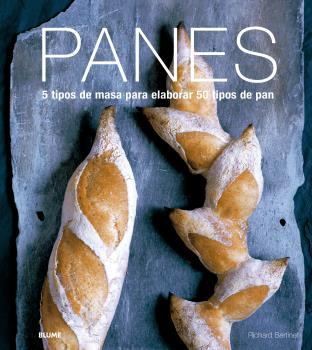 PANES
5 tipos de masa para elaborar 50 tipos de pan
Richard Bertinet
BLUME